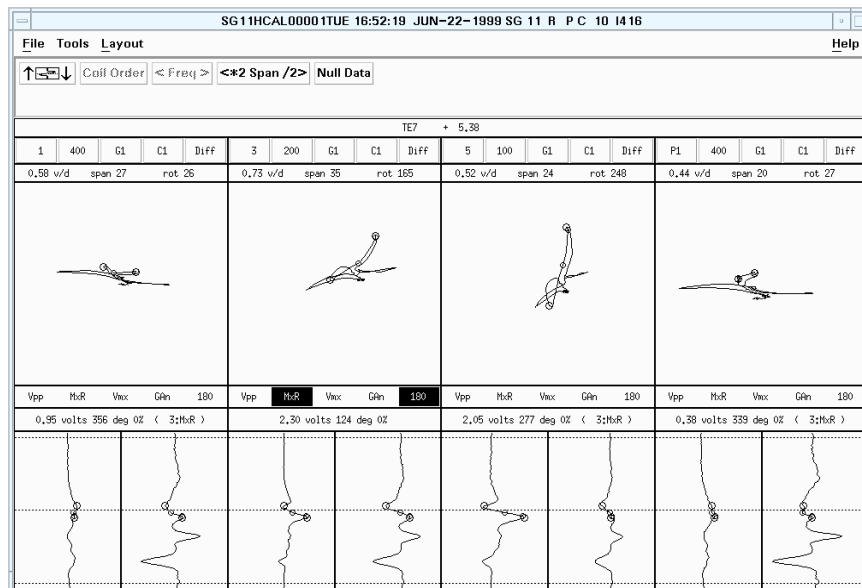 SG11HCAL00001TUE 16:52:19 JUN-22-1999 SG 11 R P C 10 I416
File Tools Layout Help
Coil Order < Freq > <*2 Span /2> Null Data
TE7 + 5.38
1 400 G1 C1 Diff 3 200 G1 C1 Diff 5 100 G1 C1 Diff P1 400 G1 C1 Diff
0.58 v/d span 27 rot 26 0.73 v/d span 35 rot 165 0.52 v/d span 24 rot 248 0.44 v/d span 20 rot 27
Vpp MxR Vmx GAn 180 Vpp MxR Vmx GAn 180 Vpp MxR Vmx GAn 180 Vpp MxR Vmx GAn 180
0.95 volts 356 deg 0% ( 3:MxR ) 2.30 volts 124 deg 0% 2.05 volts 277 deg 0% ( 3:MxR ) 0.38 volts 339 deg 0% ( 3:MxR )